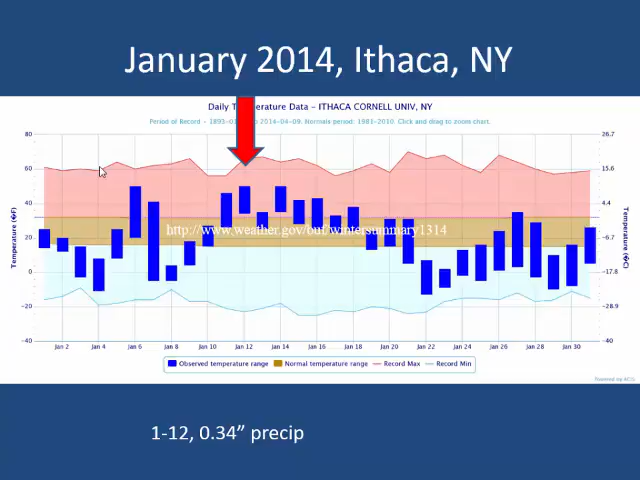 January 2014, Ithaca, NY
Daily Temperature Data – ITHACA CORNELL UNIV, NY
Period of Record - 1893-01 to 2014-04-09. Normals period: 1981-2010. Click and drag to zoom chart.
80 26.7
60 15.6
40 4.4
20 -6.7
0 -17.8
-20 -28.9
-40 -40
Temperature (�F)
Temperature (�C)
http://www.weather.gov/ouf/wintersummary1314
Jan 2 Jan 4 Jan 6 Jan 8 Jan 10 Jan 12 Jan 14 Jan 16 Jan 18 Jan 20 Jan 22 Jan 24 Jan 26 Jan 28 Jan 30
Observed temperature range Normal temperature range Record Max Record Min
Powered by ACIS
1-12, 0.34” precip